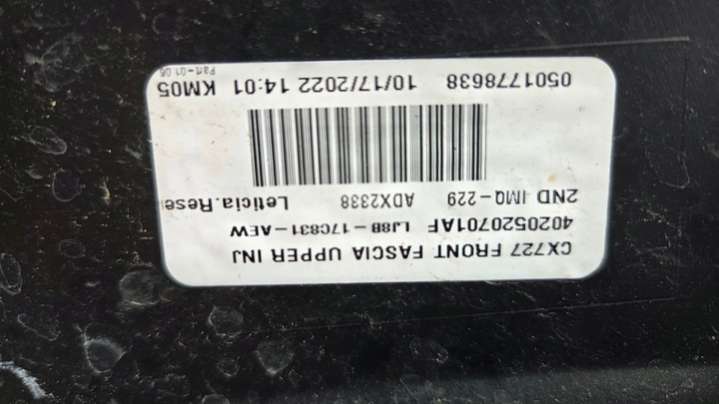 CX727 FRONT FASCIA UPPER INJ
4020520701AF LJ8B-17C831-AEW
2ND IMQ-229 ADX2338 Leticia.Rese
0501778638 10/17/2022 14:01 KM05